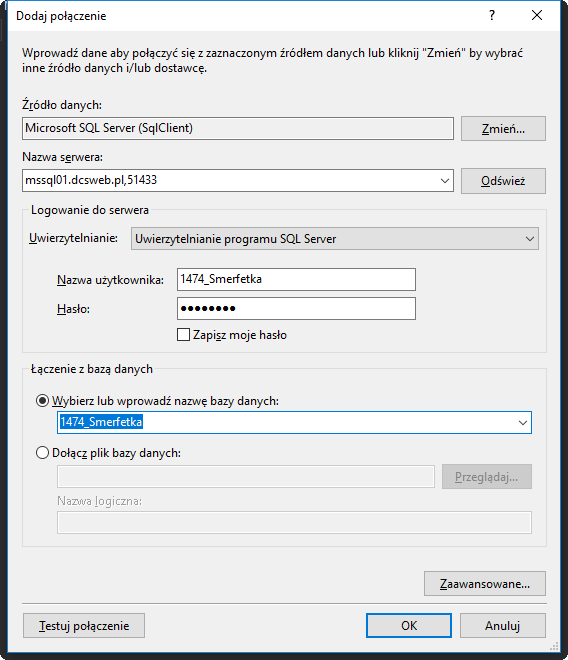 Dodaj połączenie
Wprowadź dane aby połączyć się z zaznaczonym źródłem danych lub kliknij "Zmień" by wybrać
inne źródło danych i/lub dostawcę.
Źródło danych:
Microsoft SQL Server (SqlClient)
Zmień...
Nazwa serwera:
mssql01.dcsweb.pl,51433
Odśwież
Logowanie do serwera
Uwierzytelnianie:
Uwierzytelnianie programu SQL Server
Nazwa użytkownika:
1474_Smerfetka
Hasło:
●●●●●●●●
Zapisz moje hasło
Łączenie z bazą danych
Wybierz lub wprowadź nazwę bazy danych:
1474_Smerfetka
Dołącz plik bazy danych:
Przeglądaj...
Nazwa logiczna:
Zaawansowane...
Testuj połączenie
OK
Anuluj